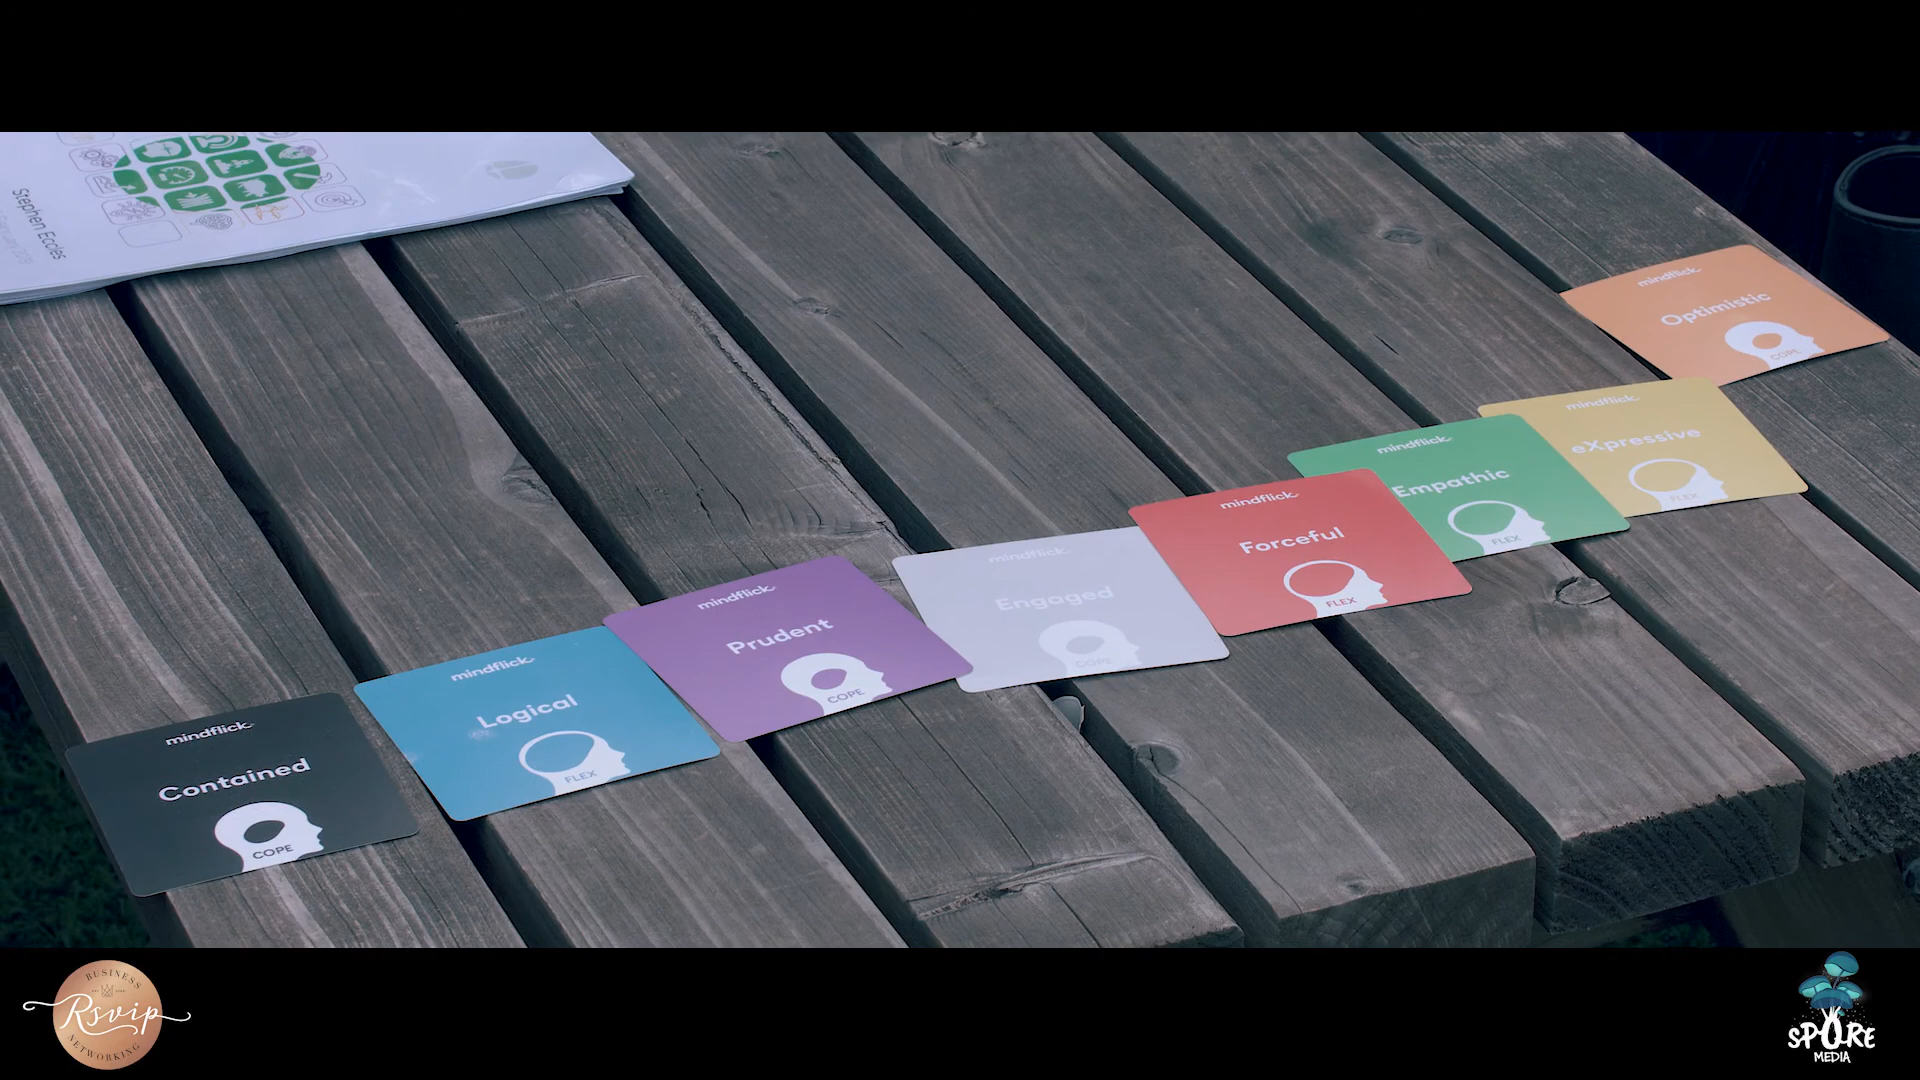 Stephen Eccles
mindflick
Optimistic
COPE
mindflick
eXpressive
FLEX
mindflick
Empathic
FLEX
mindflick
Forceful
FLEX
mindflick
Engaged
COPE
mindflick
Prudent
COPE
mindflick
Logical
FLEX
mindflick
Contained
COPE
BUSINESS
Rsvip
NETWORKING
SPORE
MEDIA